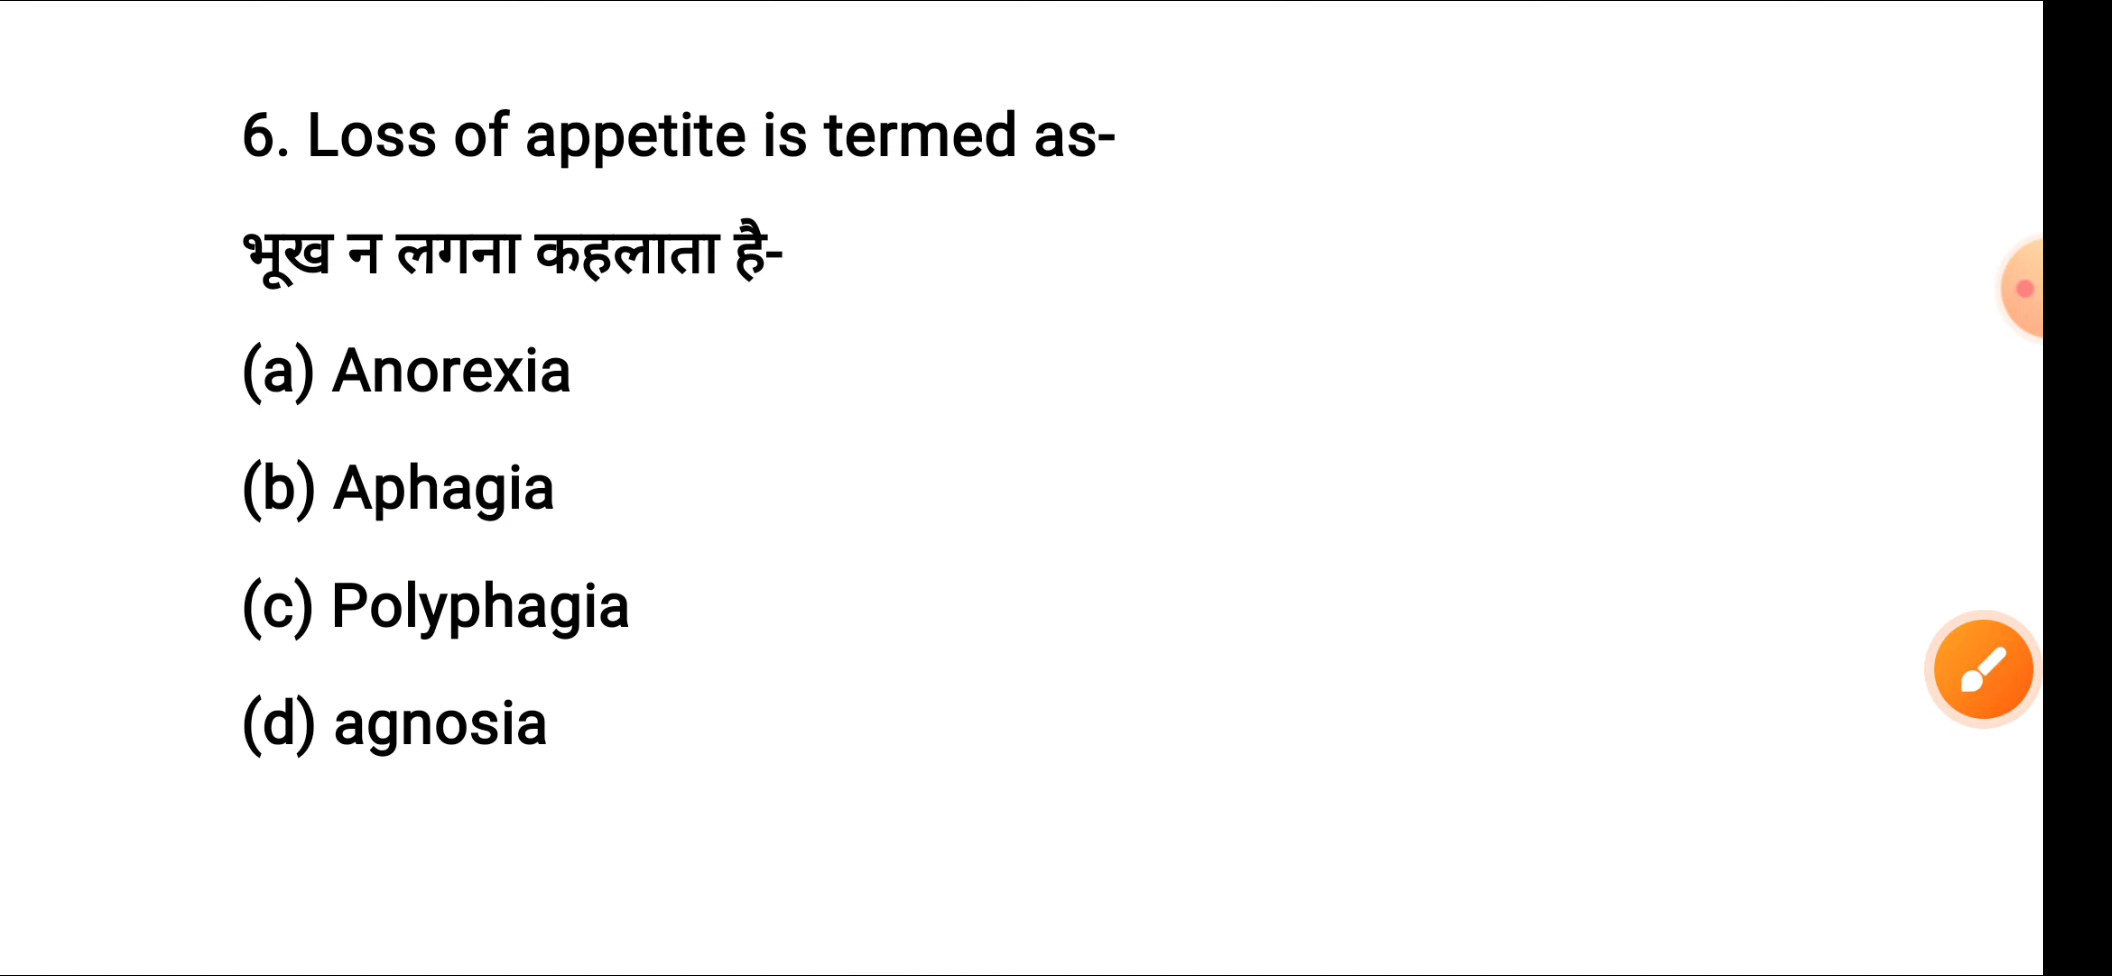 6. Loss of appetite is termed as-
भूख न लगना कहलाता है-
(a) Anorexia
(b) Aphagia
(c) Polyphagia
(d) agnosia